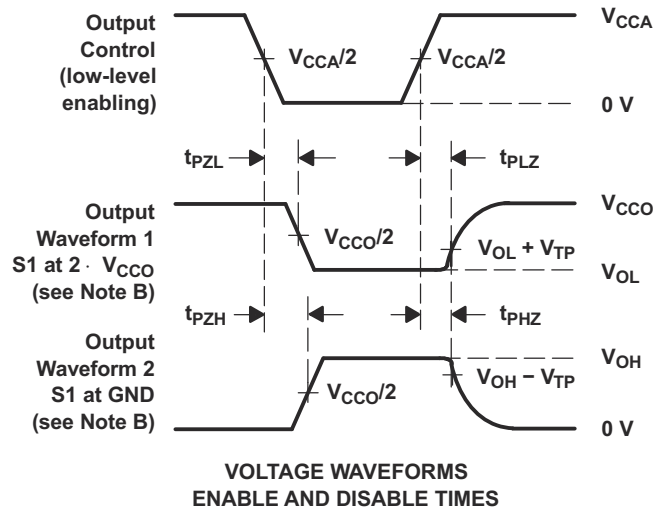 Output
Control
(low-level
enabling)
V_CCA/2
V_CCA/2
V_CCA
0 V
t_PZL
t_PLZ
Output
Waveform 1
S1 at 2 · V_CCO
(see Note B)
V_CCO/2
V_CCO
V_OL + V_TP
V_OL
t_PZH
t_PHZ
Output
Waveform 2
S1 at GND
(see Note B)
V_CCO/2
V_OH
V_OH − V_TP
0 V
VOLTAGE WAVEFORMS
ENABLE AND DISABLE TIMES